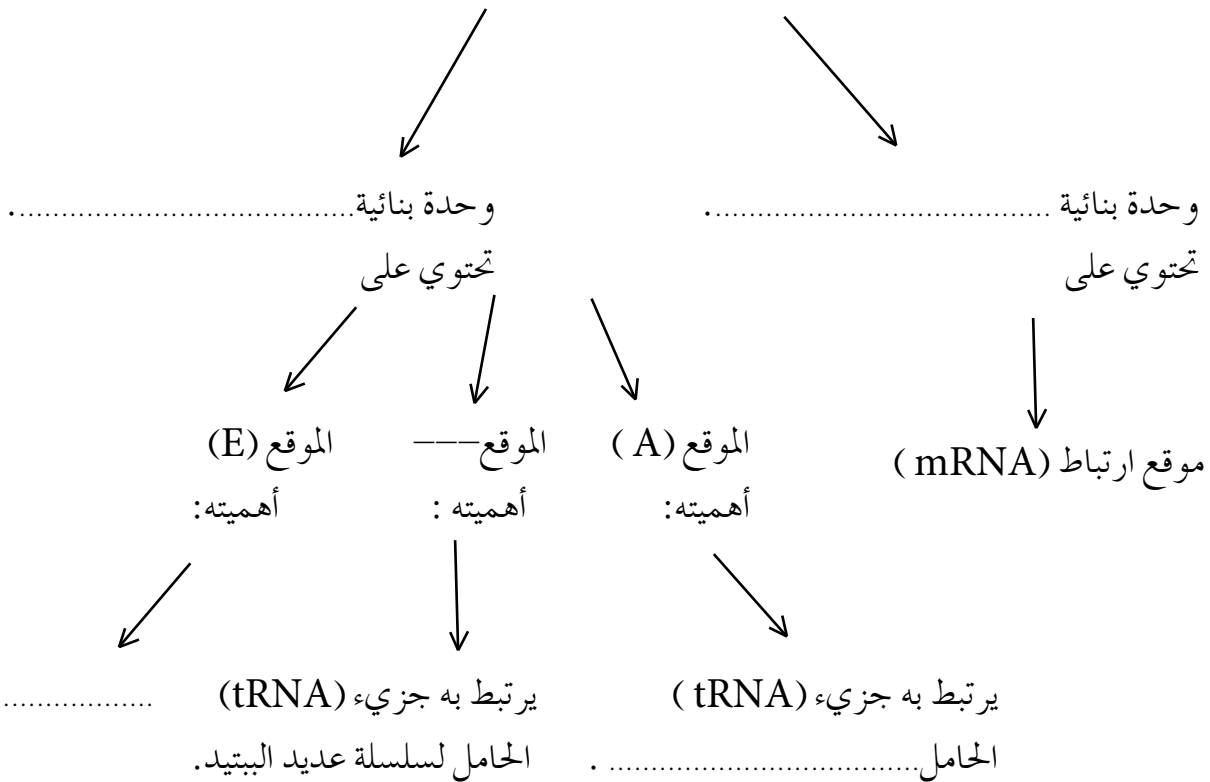 وحدة بنائية ..................................... .
وحدة بنائية..................................... .
تحتوي على
تحتوي على
موقع ارتباط (mRNA )
الموقع (A )
الموقع ---
الموقع (E)
أهميته:
أهميته :
أهميته:
يرتبط به جزيء (tRNA )
الحامل.................................. .
يرتبط به جزيء (tRNA)
الحامل لسلسلة عديد الببتيد.
..................